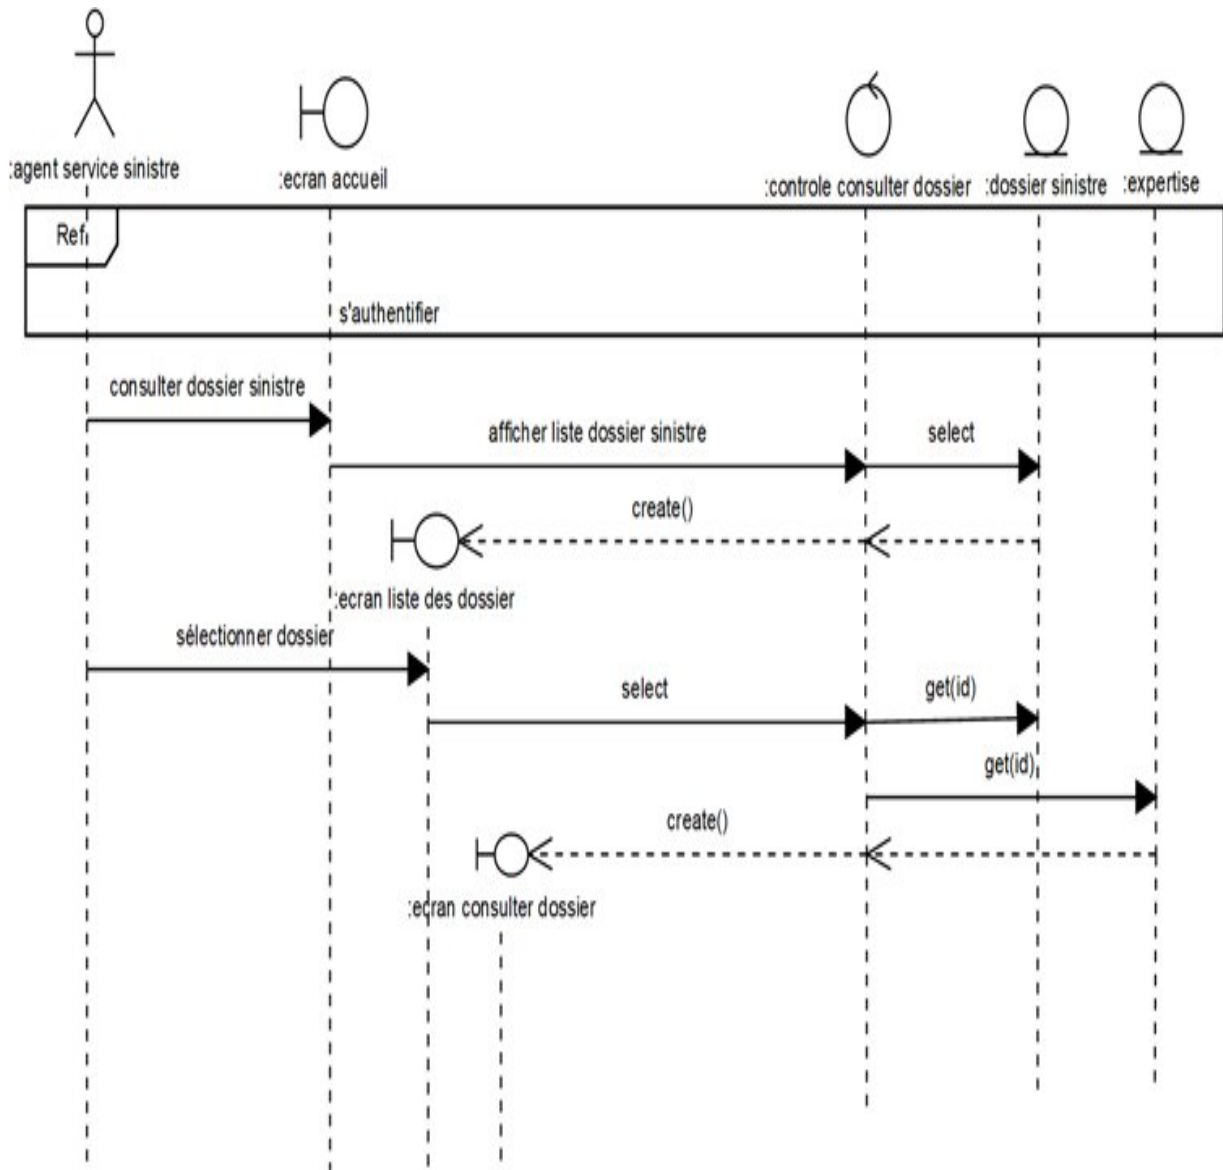 :agent service sinistre
:ecran accueil
:controle consulter dossier
:dossier sinistre
:expertise
Ref
s'authentifier
consulter dossier sinistre
afficher liste dossier sinistre
select
create()
:ecran liste des dossier
sélectionner dossier
select
get(id)
get(id)
create()
:ecran consulter dossier